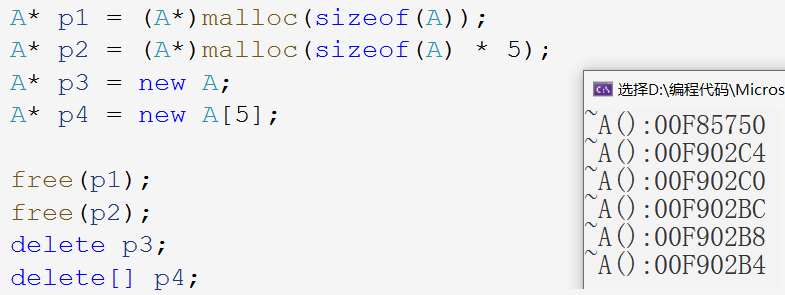 A* p1 = (A*)malloc(sizeof(A));
A* p2 = (A*)malloc(sizeof(A) * 5);
A* p3 = new A;
A* p4 = new A[5];
free(p1);
free(p2);
delete p3;
delete[] p4;
选择D:\编程代码\Micros
~A():00F85750
~A():00F902C4
~A():00F902C0
~A():00F902BC
~A():00F902B8
~A():00F902B4